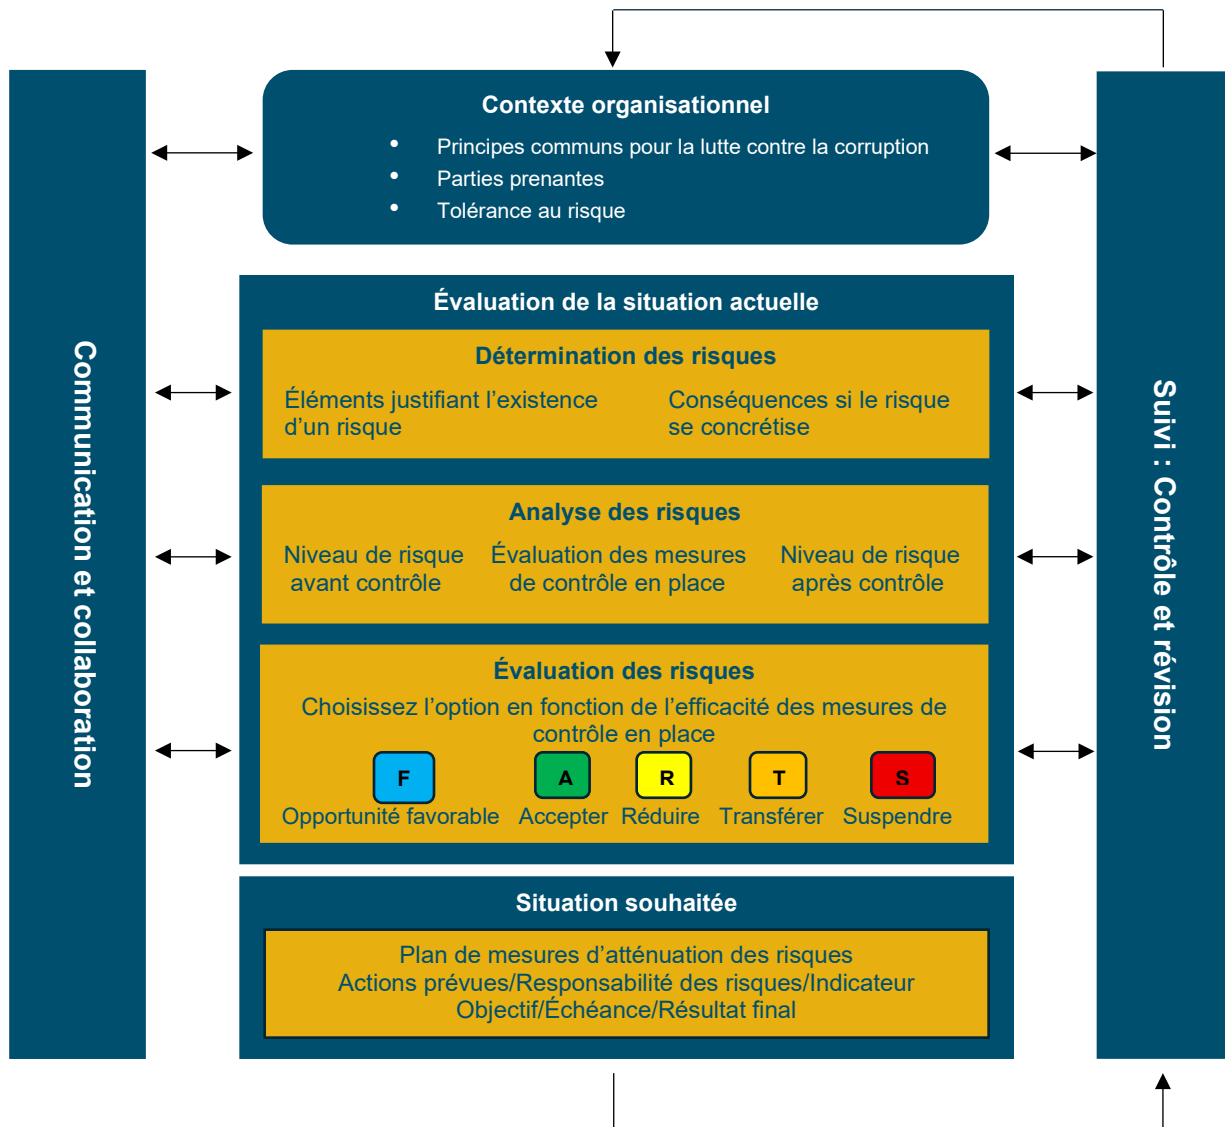 Contexte organisationnel
• Principes communs pour la lutte contre la corruption
• Parties prenantes
• Tolérance au risque
Communication et collaboration
Évaluation de la situation actuelle
Détermination des risques
Éléments justifiant l’existence
d’un risque
Conséquences si le risque
se concrétise
Analyse des risques
Niveau de risque
avant contrôle
Évaluation des mesures
de contrôle en place
Niveau de risque
après contrôle
Évaluation des risques
Choisissez l’option en fonction de l’efficacité des mesures de
contrôle en place
F
A
R
T
S
Opportunité favorable
Accepter
Réduire
Transférer
Suspendre
Situation souhaitée
Plan de mesures d’atténuation des risques
Actions prévues/Responsabilité des risques/Indicateur
Objectif/Échéance/Résultat final
Suivi : Contrôle et révision